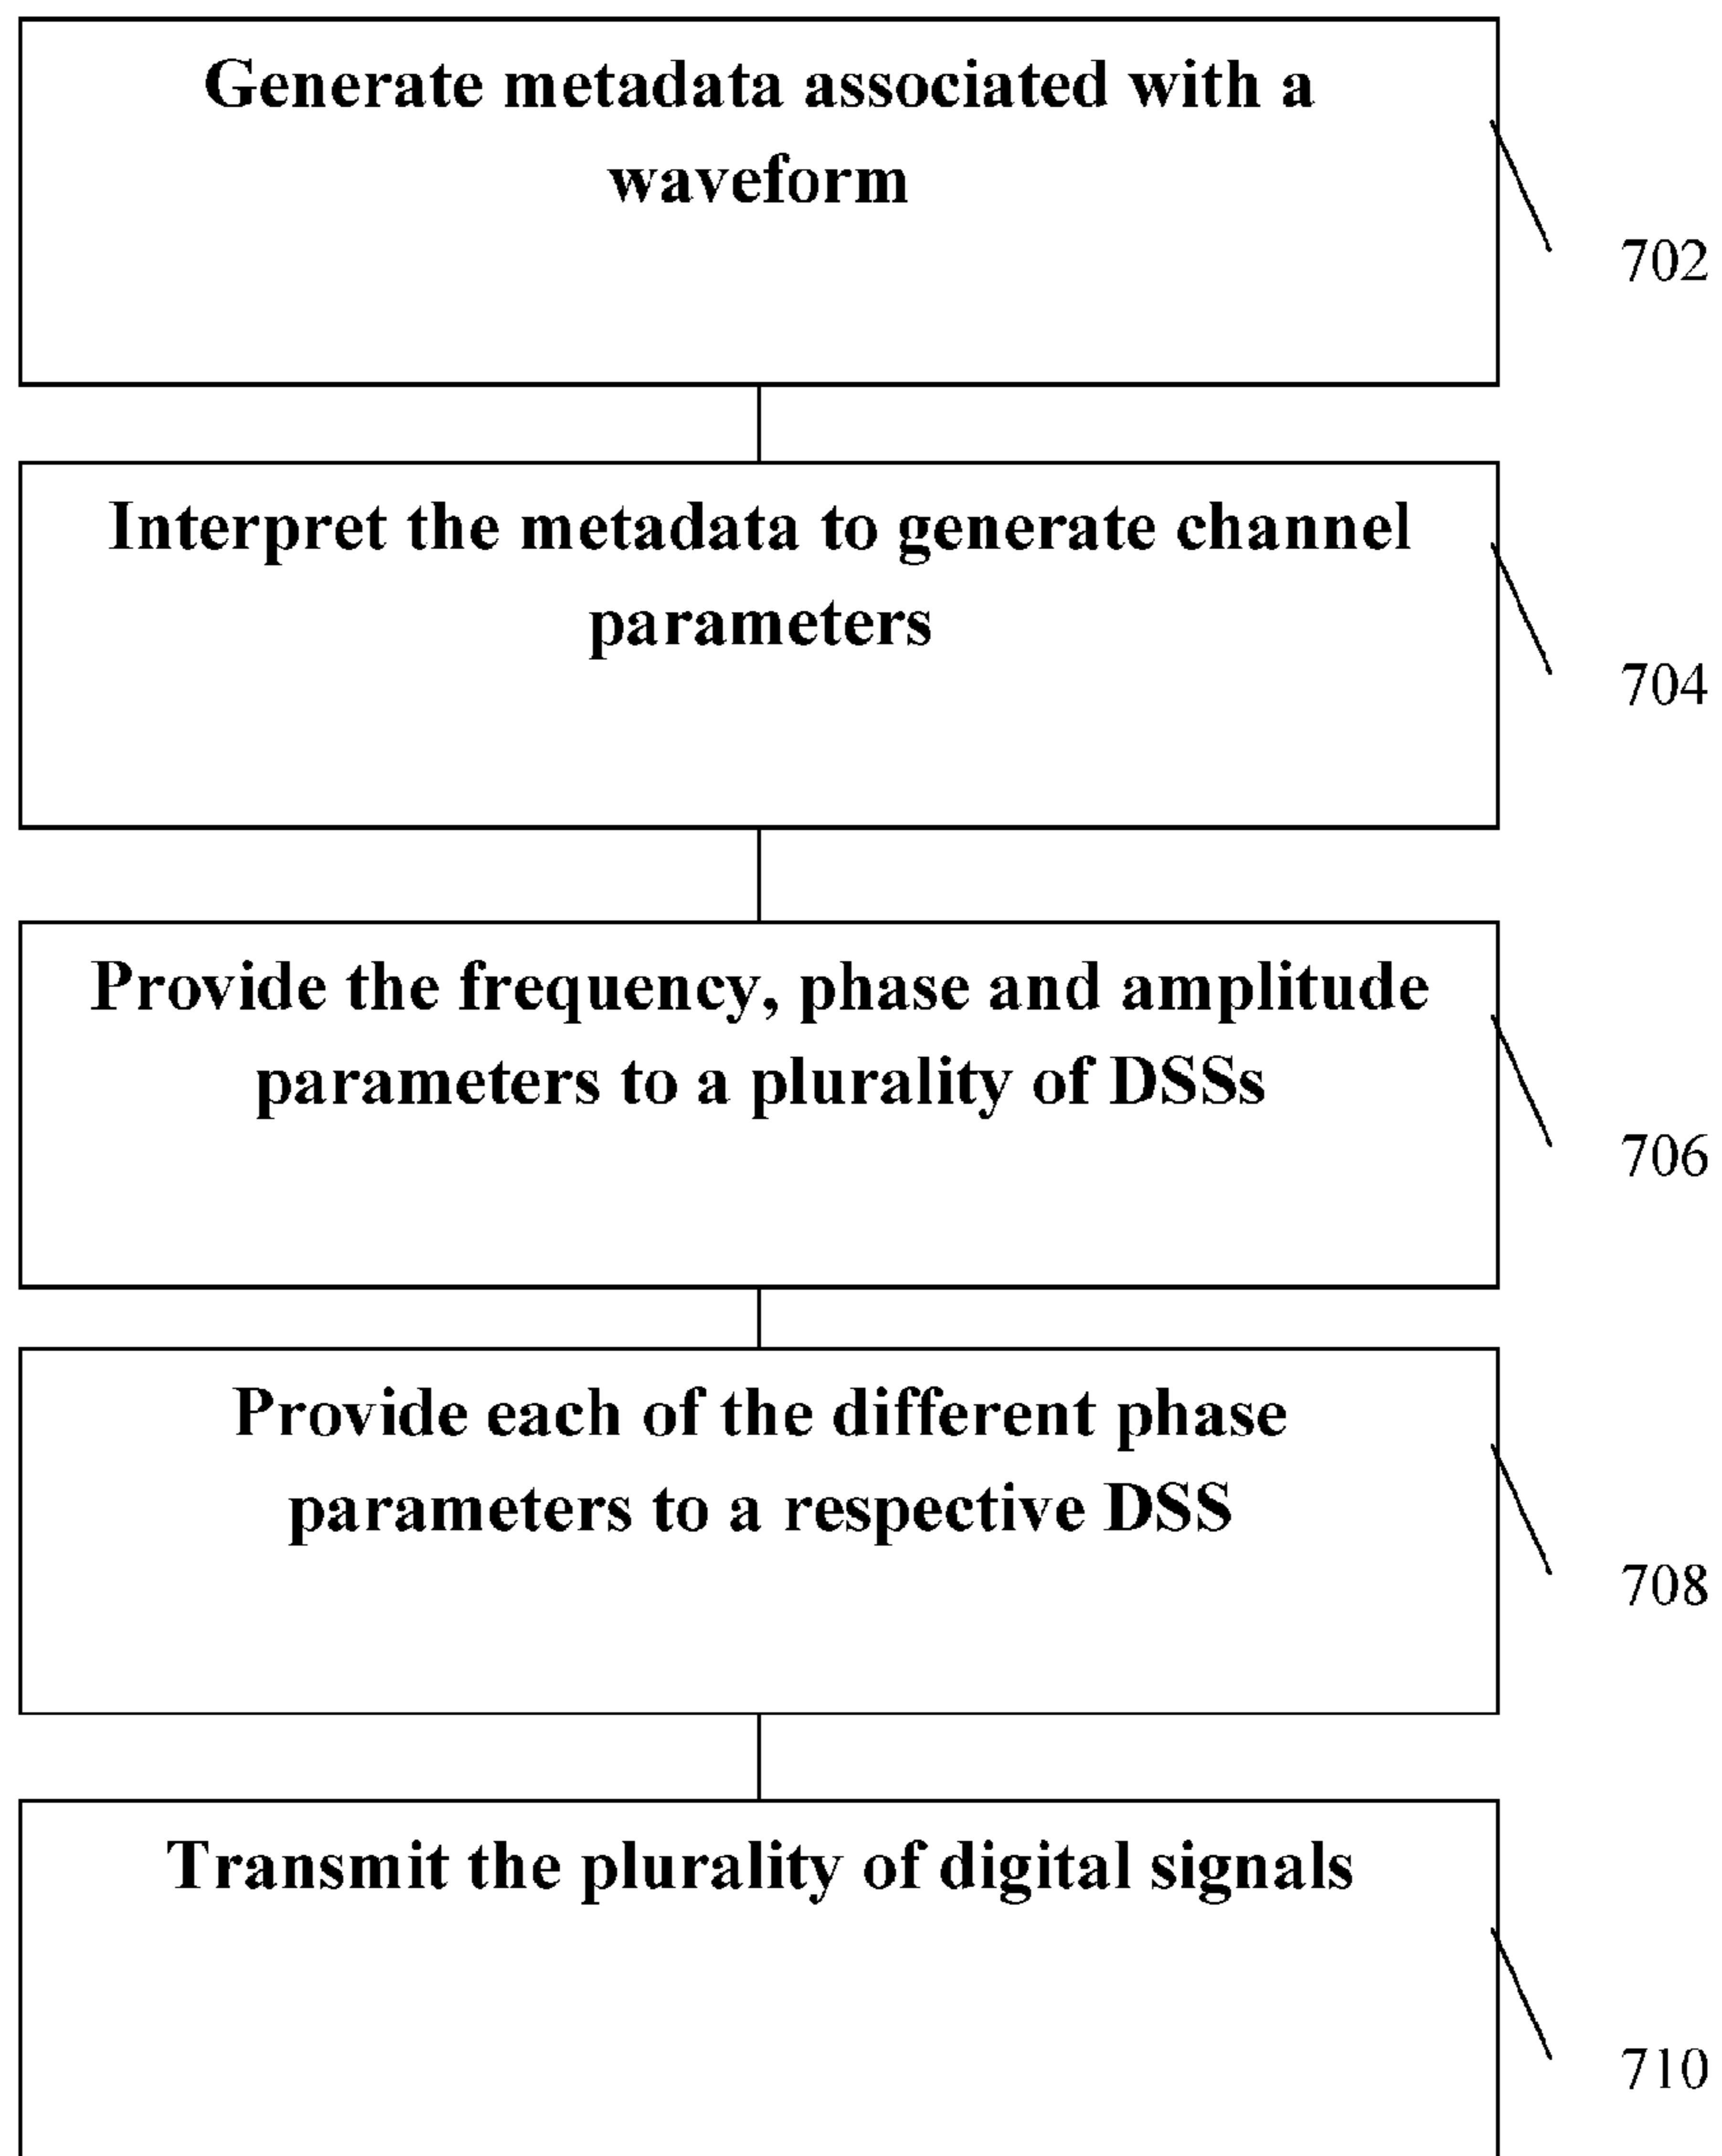 Generate metadata associated with a
waveform
702
Interpret the metadata to generate channel
parameters
704
Provide the frequency, phase and amplitude
parameters to a plurality of DSSs
706
Provide each of the different phase
parameters to a respective DSS
708
Transmit the plurality of digital signals
710